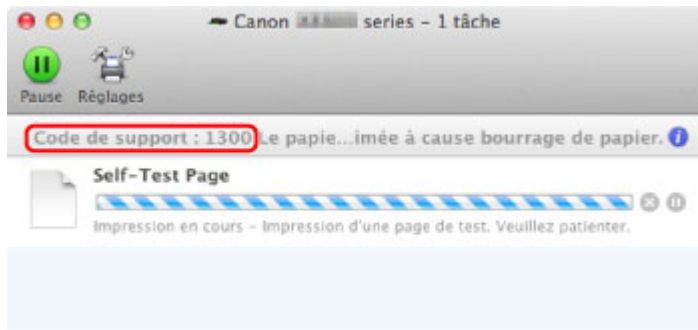 Canon series – 1 tâche
Pause Réglages
Code de support : 1300 Le papie...imée à cause bourrage de papier.
Self-Test Page
Impression en cours – Impression d'une page de test. Veuillez patienter.